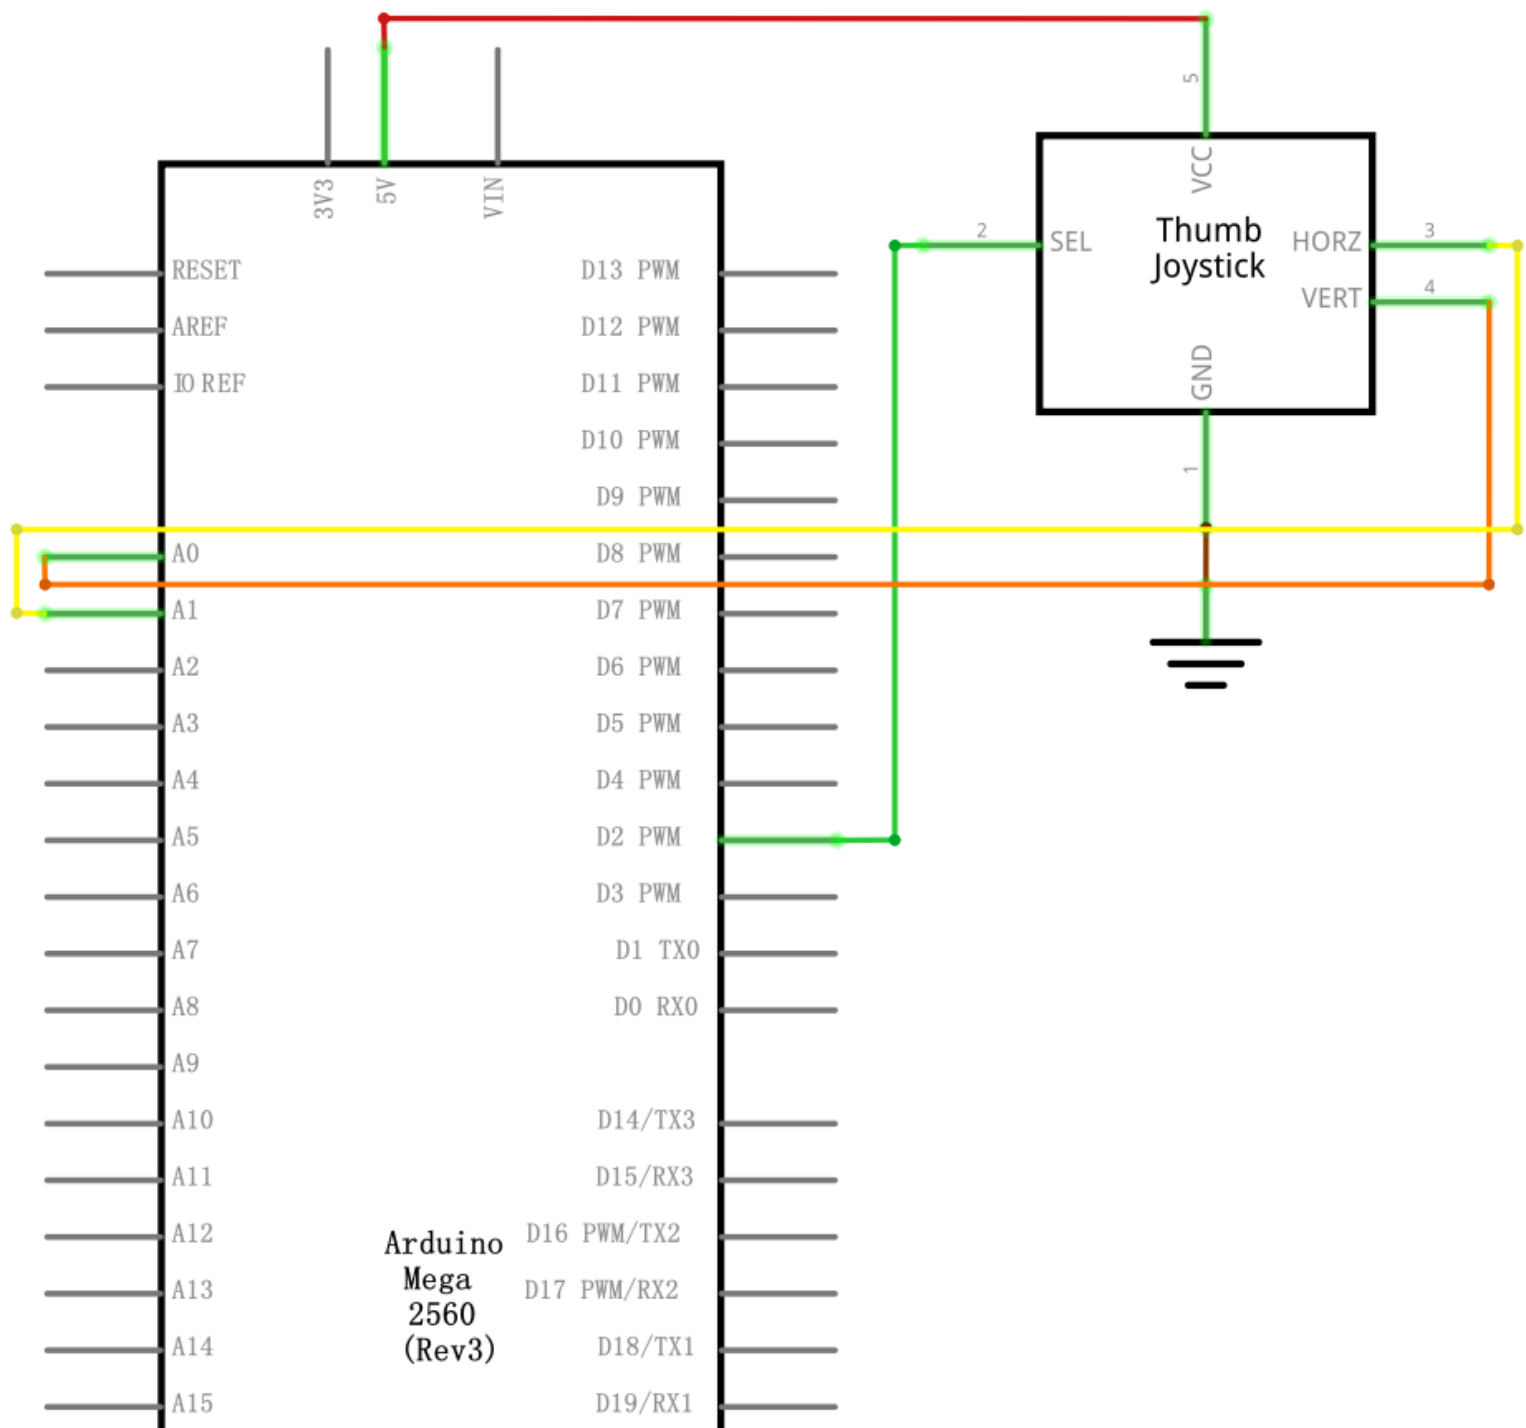 5
3V3
5V
VIN
VCC
2
SEL
Thumb
Joystick
HORZ
3
VERT
4
GND
1
RESET
AREF
IO REF
A0
A1
A2
A3
A4
A5
A6
A7
A8
A9
A10
A11
A12
A13
A14
A15
D13 PWM
D12 PWM
D11 PWM
D10 PWM
D9 PWM
D8 PWM
D7 PWM
D6 PWM
D5 PWM
D4 PWM
D2 PWM
D3 PWM
D1 TX0
D0 RX0
D14/TX3
D15/RX3
D16 PWM/TX2
D17 PWM/RX2
D18/TX1
D19/RX1
Arduino
Mega
2560
(Rev3)